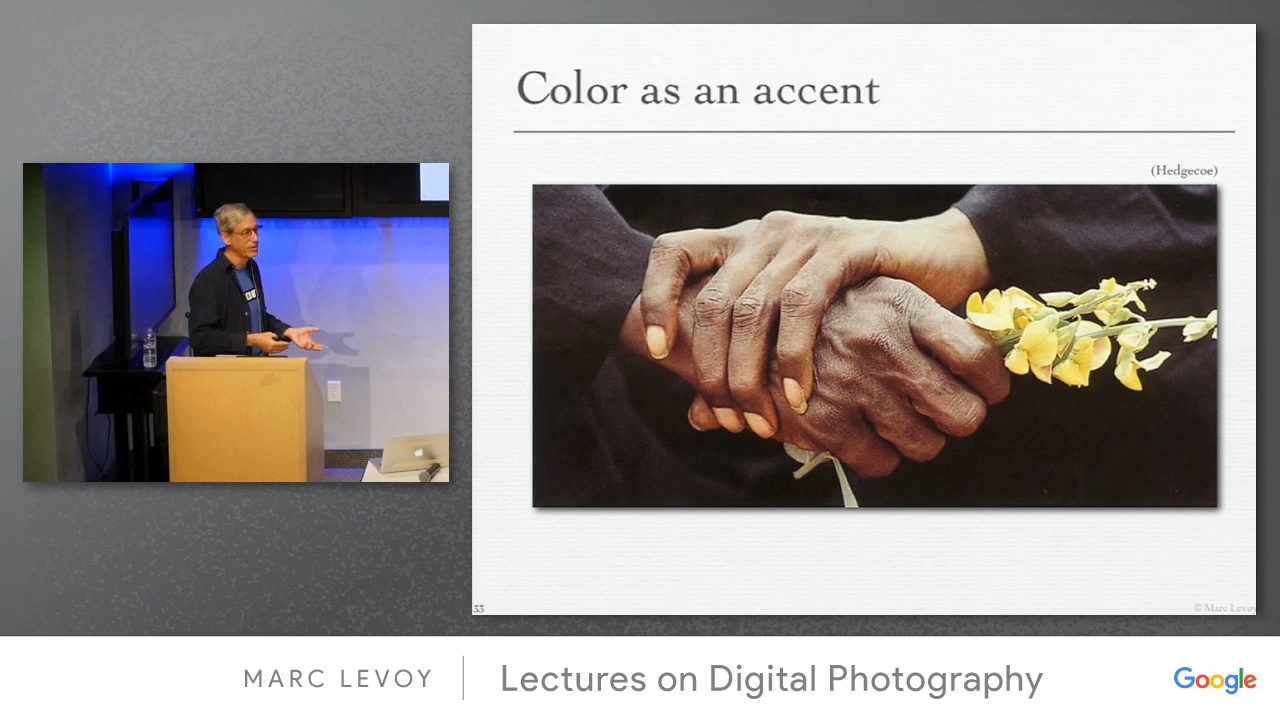 Color as an accent
(Hedgecoe)
33
© Marc Levoy
MARC LEVOY
Lectures on Digital Photography
Google